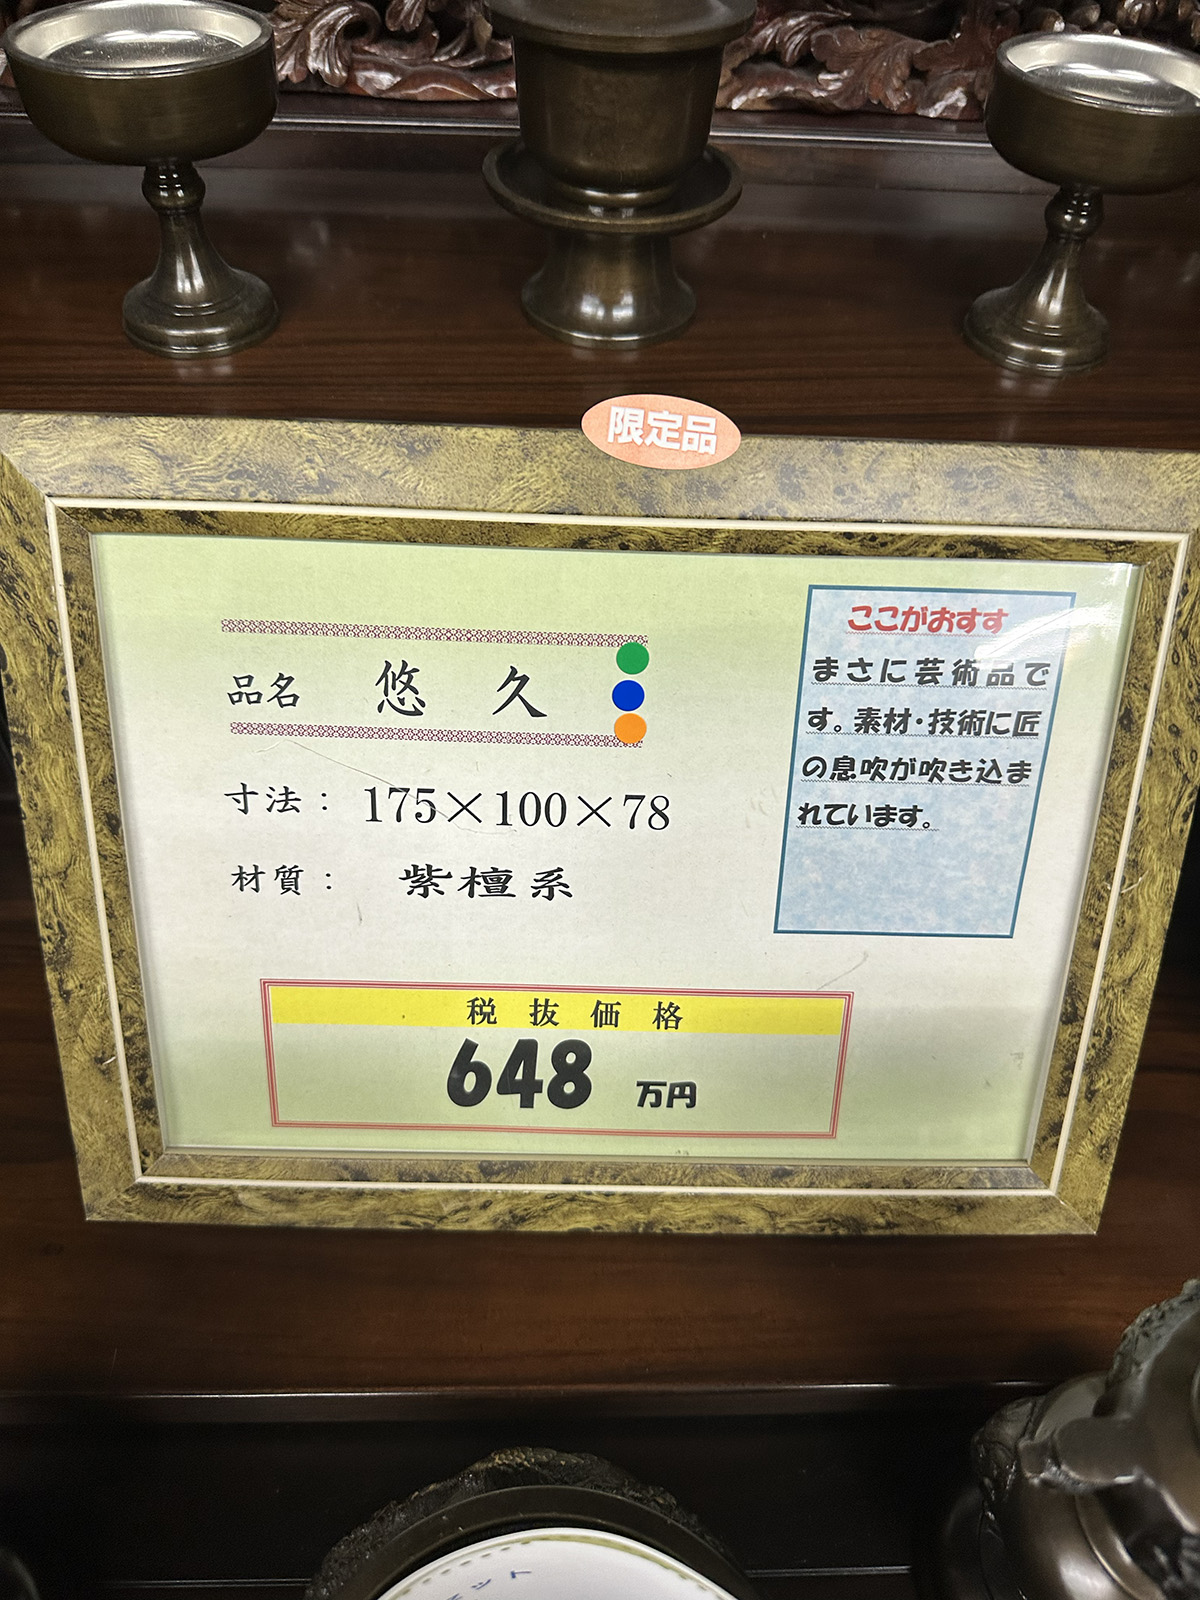 限定品
品名 悠久
寸法： 175×100×78
材質： 紫檀系
ここがおすす
まさに芸術品で
す。素材・技術に匠
の息吹が吹き込ま
れています。
税抜価格
648 万円
ット